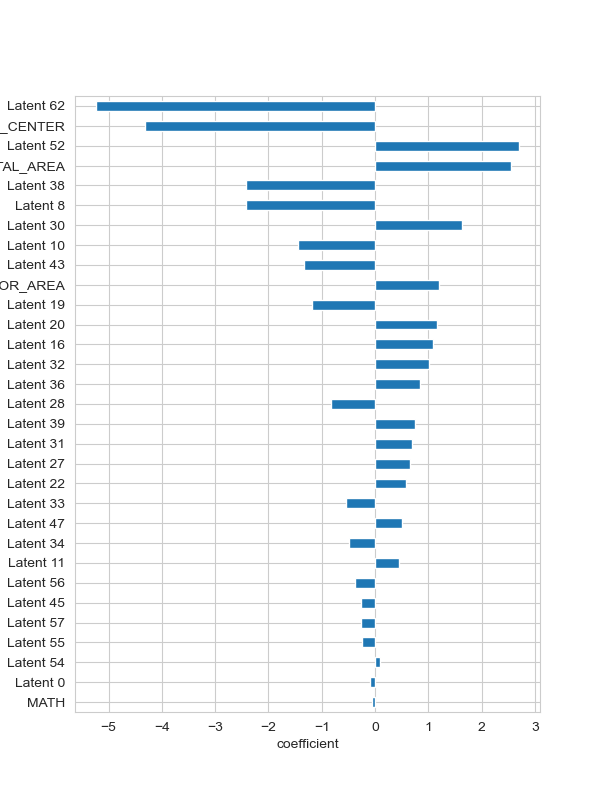 Latent 62
_CENTER
Latent 52
TAL_AREA
Latent 38
Latent 8
Latent 30
Latent 10
Latent 43
OR_AREA
Latent 19
Latent 20
Latent 16
Latent 32
Latent 36
Latent 28
Latent 39
Latent 31
Latent 27
Latent 22
Latent 33
Latent 47
Latent 34
Latent 11
Latent 56
Latent 45
Latent 57
Latent 55
Latent 54
Latent 0
MATH
−5 −4 −3 −2 −1 0 1 2 3
coefficient